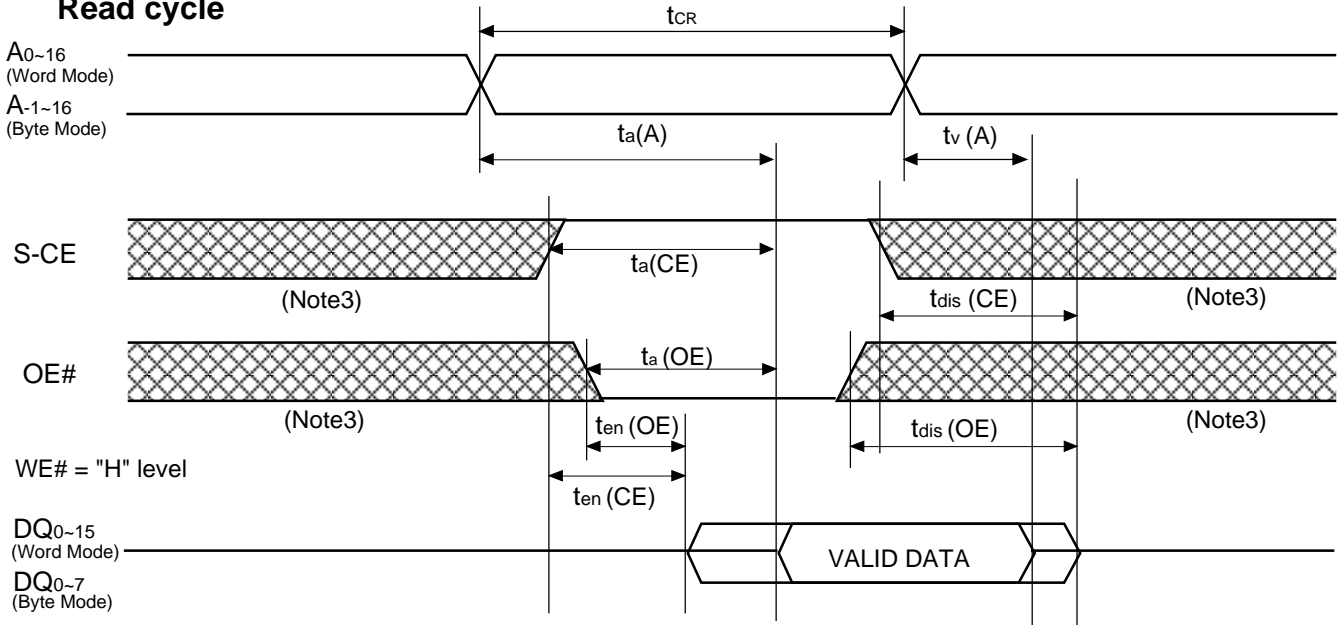 Read cycle
tCR
A0~16
(Word Mode)
A-1~16
(Byte Mode)
ta(A)
tv (A)
S-CE
ta(CE)
(Note3)
tdis (CE)
(Note3)
OE#
ta (OE)
(Note3)
ten (OE)
tdis (OE)
(Note3)
WE# = "H" level
ten (CE)
DQ0~15
(Word Mode)
VALID DATA
DQ0~7
(Byte Mode)